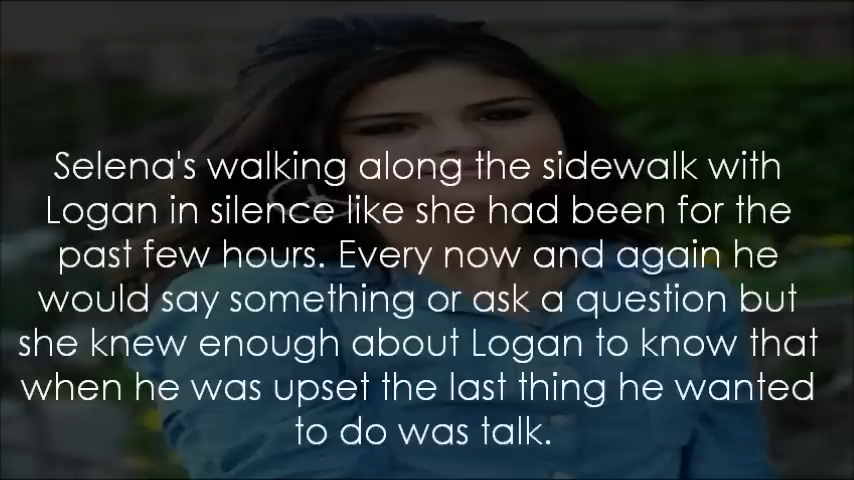 Selena's walking along the sidewalk with
Logan in silence like she had been for the
past few hours. Every now and again he
would say something or ask a question but
she knew enough about Logan to know that
when he was upset the last thing he wanted
to do was talk.